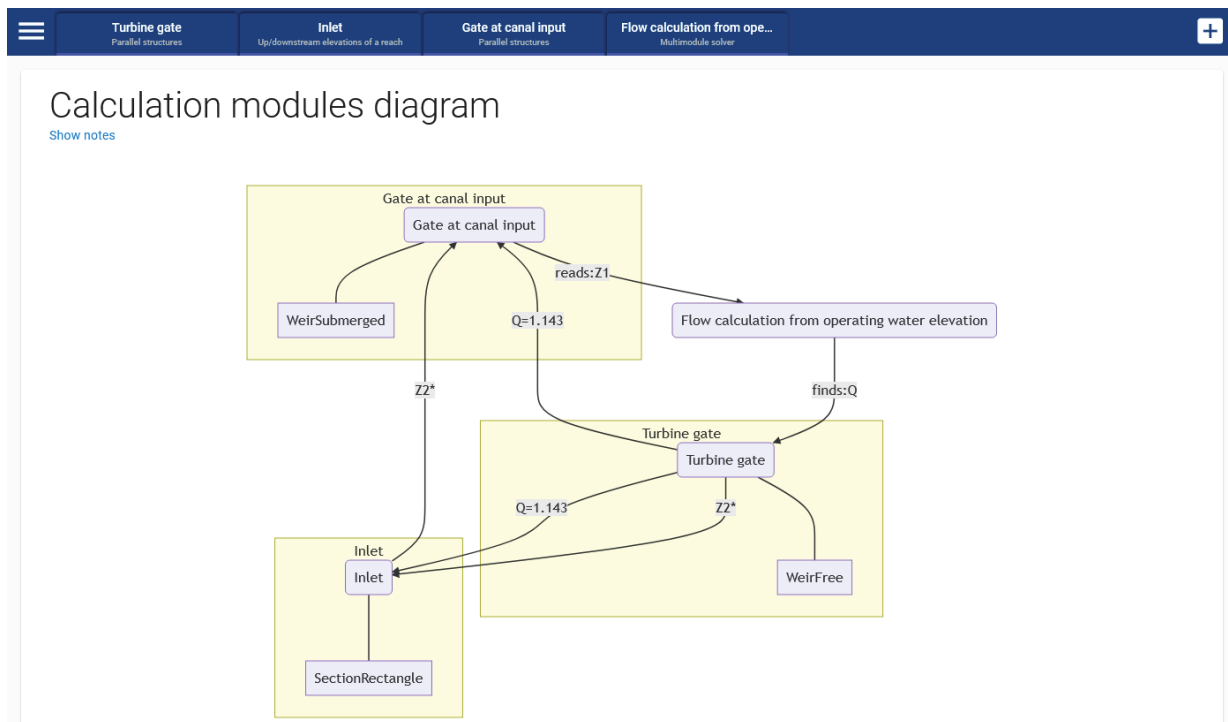 Turbine gate
Parallel structures
Inlet
Up/downstream elevations of a reach
Gate at canal input
Parallel structures
Flow calculation from ope...
Multimodule solver
Calculation modules diagram
Show notes
Gate at canal input
Gate at canal input
reads:Z1
WeirSubmerged
Q=1.143
Flow calculation from operating water elevation
Z2*
finds:Q
Turbine gate
Turbine gate
Q=1.143
Z2*
Inlet
Inlet
WeirFree
SectionRectangle